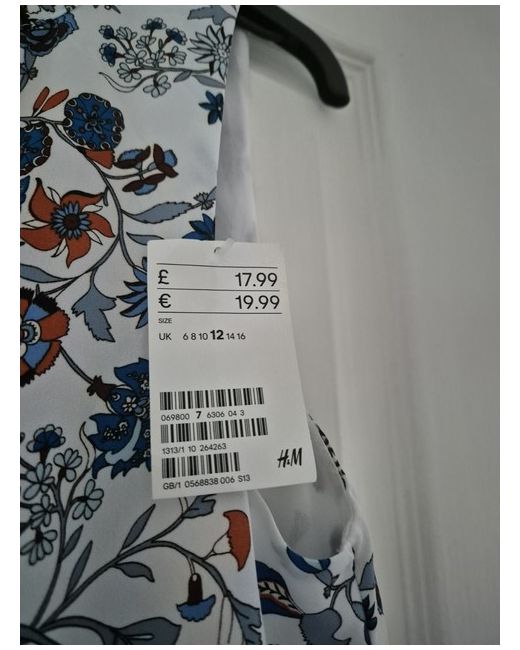 £ 17.99
€ 19.99
SIZE
UK 6 8 10 12 14 16
069800 7 6306 04 3
1313/1 10 264263
H&M
GB/1 0568838 006 S13